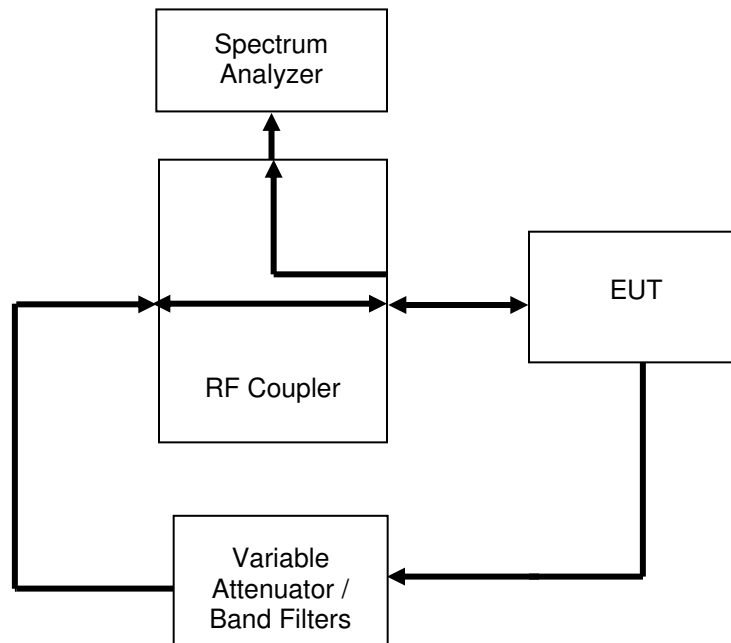 Spectrum
Analyzer
EUT
RF Coupler
Variable
Attenuator /
Band Filters